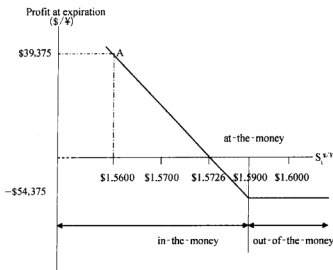 Profit at expiration
($/¥)
$39,375
A
at-the-money
S_t^$/¥
$1.5600 $1.5700 $1.5726 $1.5900 $1.6000
−$54,375
in-the-money
out-of-the-money